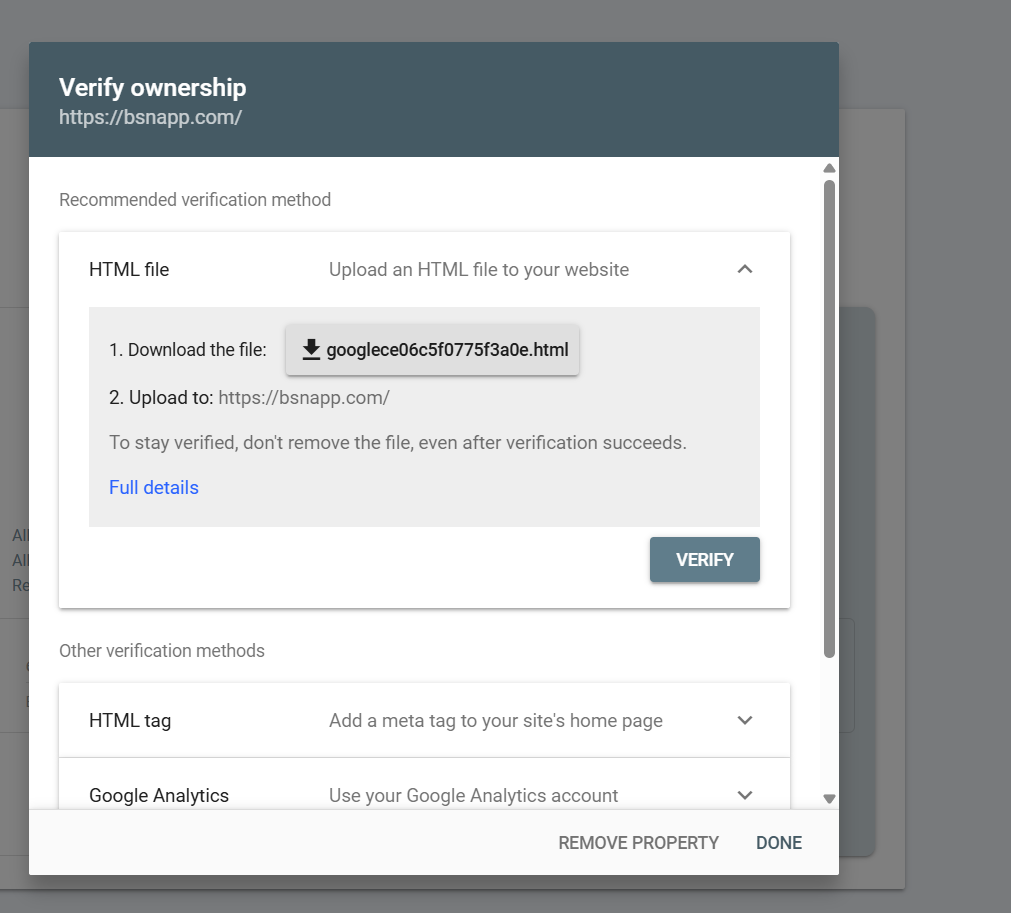 Verify ownership
https://bsnapp.com/
Recommended verification method
HTML file Upload an HTML file to your website
1. Download the file: googlece06c5f0775f3a0e.html
2. Upload to: https://bsnapp.com/
To stay verified, don't remove the file, even after verification succeeds.
Full details
VERIFY
Other verification methods
HTML tag Add a meta tag to your site's home page
Google Analytics Use your Google Analytics account
REMOVE PROPERTY DONE